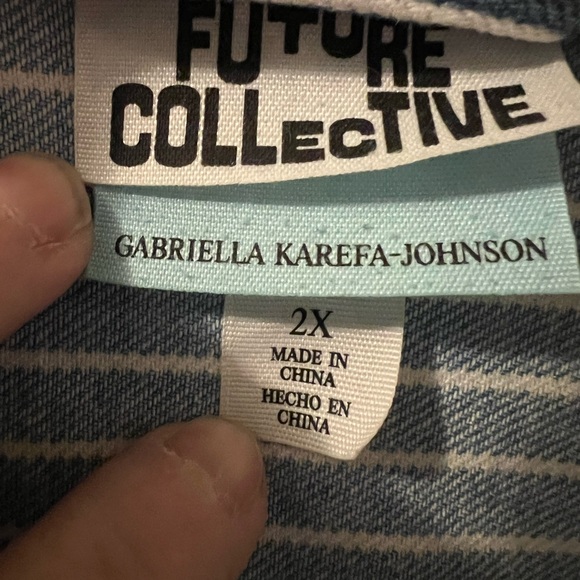 FUTURE
COLLECTIVE
GABRIELLA KAREFA-JOHNSON
2X
MADE IN
CHINA
HECHO EN
CHINA